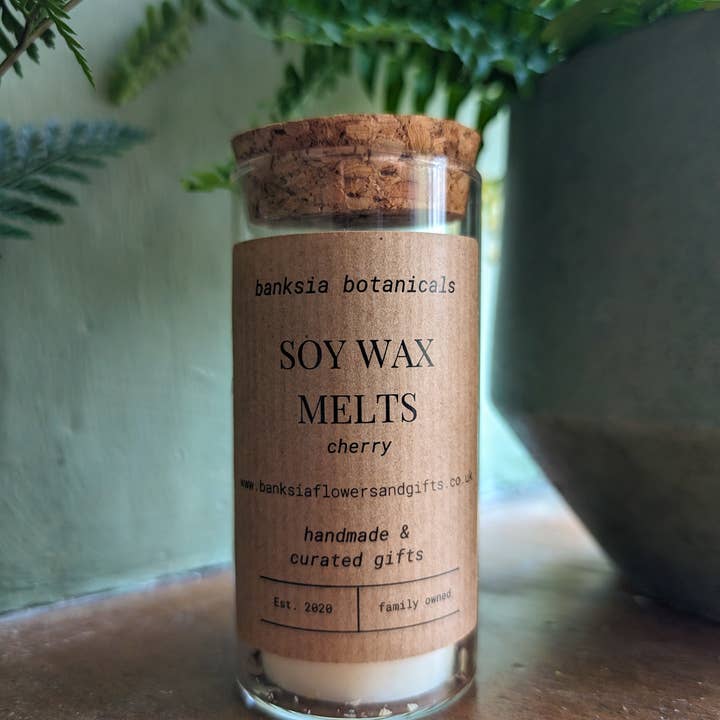 banksia botanicals
SOY WAX
MELTS
cherry
www.banksiaflowersandgifts.co.uk
handmade &
curated gifts
Est. 2020
family owned